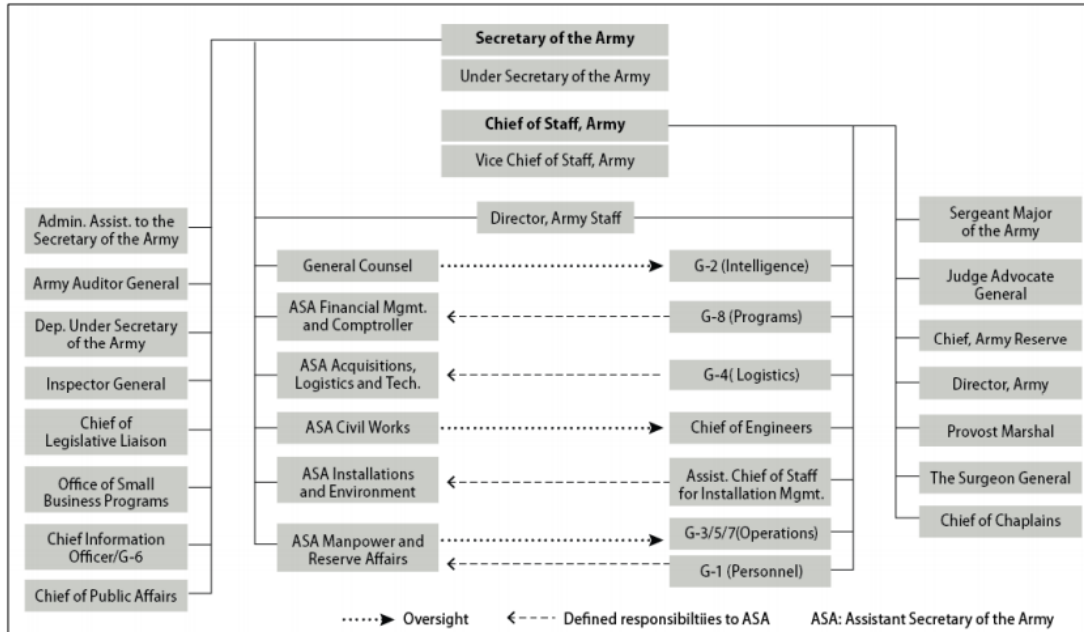 Secretary of the Army
Under Secretary of the Army
Chief of Staff, Army
Vice Chief of Staff, Army
Director, Army Staff
Admin. Assist. to the
Secretary of the Army
Army Auditor General
Dep. Under Secretary
of the Army
Inspector General
Chief of
Legislative Liaison
Office of Small
Business Programs
Chief Information
Officer/G-6
Chief of Public Affairs
General Counsel
ASA Financial Mgmt.
and Comptroller
ASA Acquisitions,
Logistics and Tech.
ASA Civil Works
ASA Installations
and Environment
ASA Manpower and
Reserve Affairs
G-2 (Intelligence)
G-8 (Programs)
G-4( Logistics)
Chief of Engineers
Assist. Chief of Staff
for Installation Mgmt.
G-3/5/7(Operations)
G-1 (Personnel)
Sergeant Major
of the Army
Judge Advocate
General
Chief, Army Reserve
Director, Army
Provost Marshal
The Surgeon General
Chief of Chaplains
Oversight
Defined responsibiltiies to ASA
ASA: Assistant Secretary of the Army